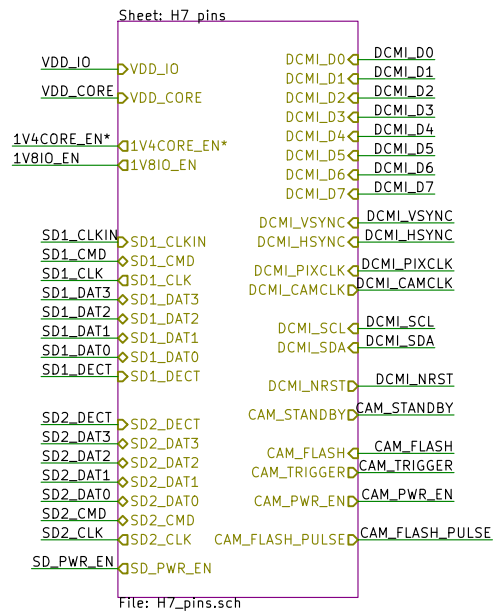 Sheet: H7_pins
VDD_IO
VDD_IO
VDD_CORE
VDD_CORE
1V4CORE_EN*
1V4CORE_EN*
1V8IO_EN
1V8IO_EN
SD1_CLKIN
SD1_CLKIN
SD1_CMD
SD1_CMD
SD1_CLK
SD1_CLK
SD1_DAT3
SD1_DAT3
SD1_DAT2
SD1_DAT2
SD1_DAT1
SD1_DAT1
SD1_DAT0
SD1_DAT0
SD1_DECT
SD1_DECT
SD2_DECT
SD2_DECT
SD2_DAT3
SD2_DAT3
SD2_DAT2
SD2_DAT2
SD2_DAT1
SD2_DAT1
SD2_DAT0
SD2_DAT0
SD2_CMD
SD2_CMD
SD2_CLK
SD2_CLK
SD_PWR_EN
SD_PWR_EN
DCMI_D0
DCMI_D0
DCMI_D1
DCMI_D1
DCMI_D2
DCMI_D2
DCMI_D3
DCMI_D3
DCMI_D4
DCMI_D4
DCMI_D5
DCMI_D5
DCMI_D6
DCMI_D6
DCMI_D7
DCMI_D7
DCMI_VSYNC
DCMI_VSYNC
DCMI_HSYNC
DCMI_HSYNC
DCMI_PIXCLK
DCMI_PIXCLK
DCMI_CAMCLK
DCMI_CAMCLK
DCMI_SCL
DCMI_SCL
DCMI_SDA
DCMI_SDA
DCMI_NRST
DCMI_NRST
CAM_STANDBY
CAM_STANDBY
CAM_FLASH
CAM_FLASH
CAM_TRIGGER
CAM_TRIGGER
CAM_PWR_EN
CAM_PWR_EN
CAM_FLASH_PULSE
CAM_FLASH_PULSE
File: H7_pins.sch